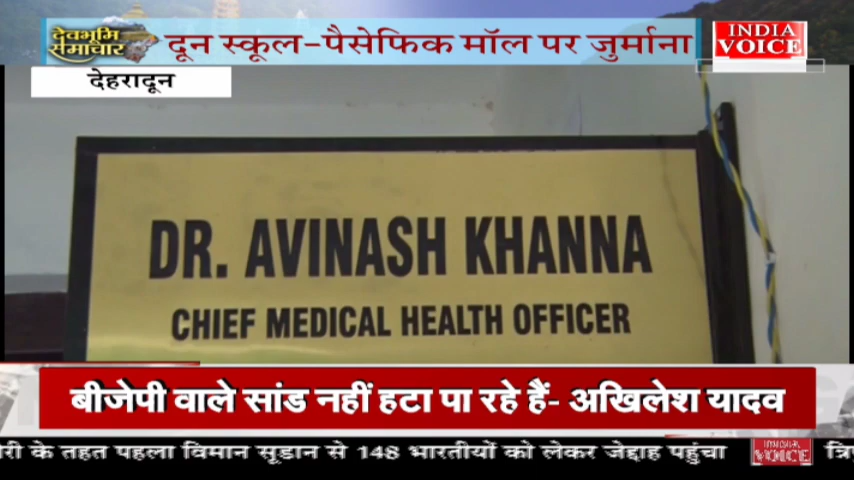 देवभूमि
समाचार
दून स्कूल-पैसेफिक मॉल पर जुर्माना
INDIA
VOICE
देहरादून
DR. AVINASH KHANNA
CHIEF MEDICAL HEALTH OFFICER
बीजेपी वाले सांड नहीं हटा पा रहे हैं- अखिलेश यादव
के तहत पहला विमान सूडान से 148 भारतीयों को लेकर जेद्दाह पहुंचा
INDIA
VOICE